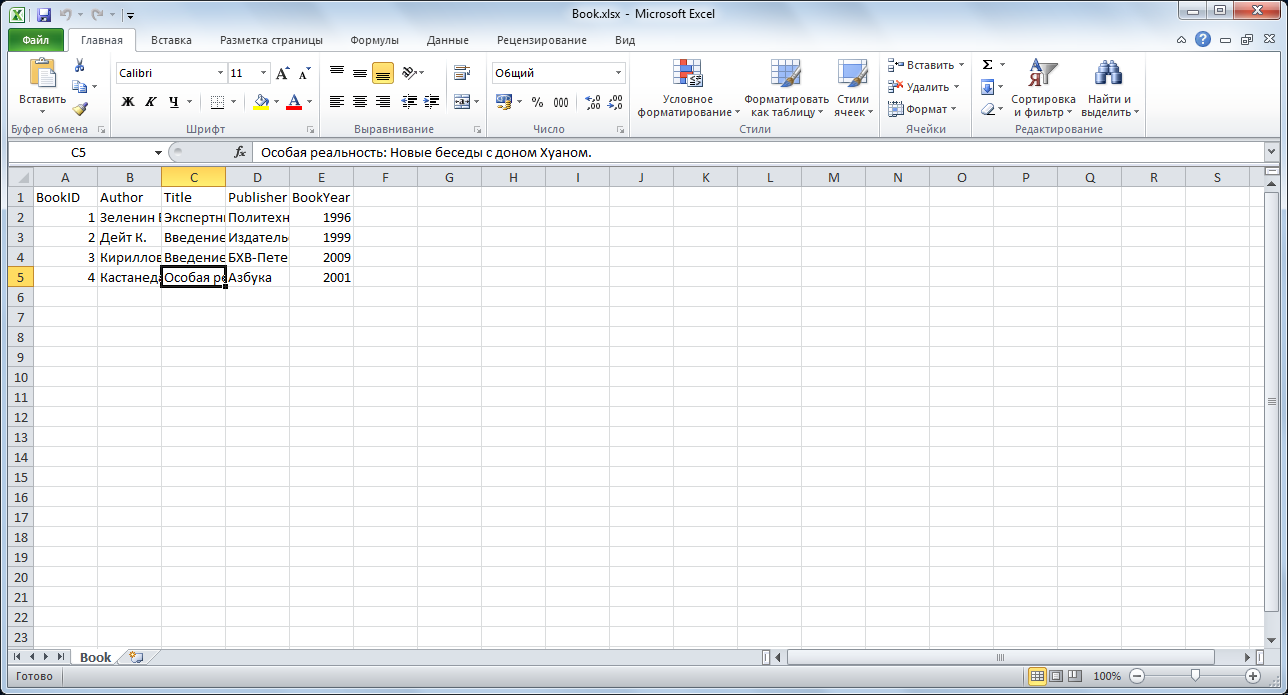 Book.xlsx - Microsoft Excel
Файл Главная Вставка Разметка страницы Формулы Данные Рецензирование Вид
Вставить
Буфер обмена
Calibri 11
Ж К Ч
Шрифт
Выравнивание
Общий
% 000
Число
Условное форматирование
Форматировать как таблицу
Стили ячеек
Стили
Вставить
Удалить
Формат
Ячейки
Σ
Сортировка и фильтр
Найти и выделить
Редактирование
C5 fx Особая реальность: Новые беседы с доном Хуаном.
A B C D E F G H I J K L M N O P Q R S
1 BookID Author Title Publisher BookYear
2 1 Зеленин Экспертн Политехн 1996
3 2 Дейт К. Введение Издатель 1999
4 3 Кириллов Введение БХВ-Пете 2009
5 4 Кастанед Особая ре Азбука 2001
6
7
8
9
10
11
12
13
14
15
16
17
18
19
20
21
22
23
Book
Готово 100%